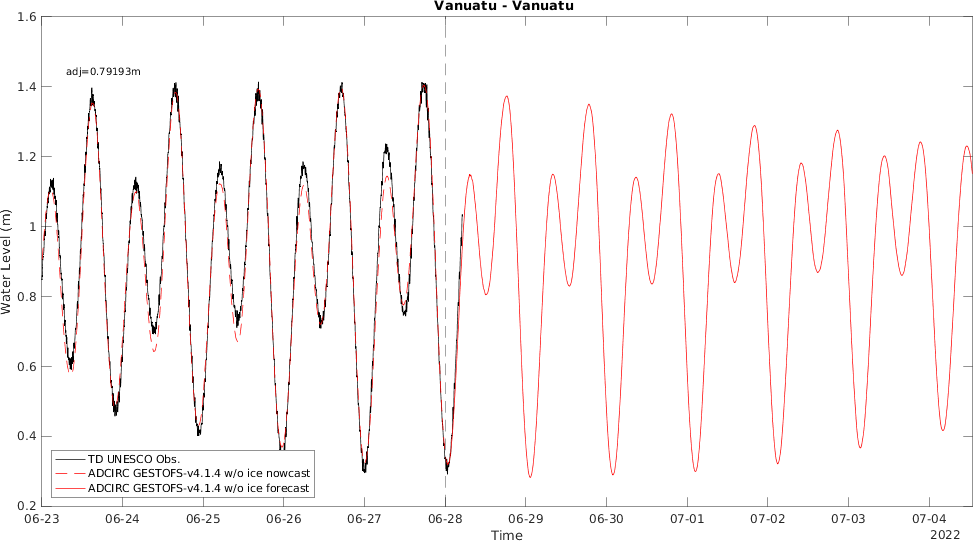 Vanuatu - Vanuatu
1.6
1.4
1.2
1
0.8
0.6
0.4
0.2
Water Level (m)
adj=0.79193m
TD UNESCO Obs.
ADCIRC GESTOFS-v4.1.4 w/o ice nowcast
ADCIRC GESTOFS-v4.1.4 w/o ice forecast
06-23 06-24 06-25 06-26 06-27 06-28 06-29 06-30 07-01 07-02 07-03 07-04
Time
2022